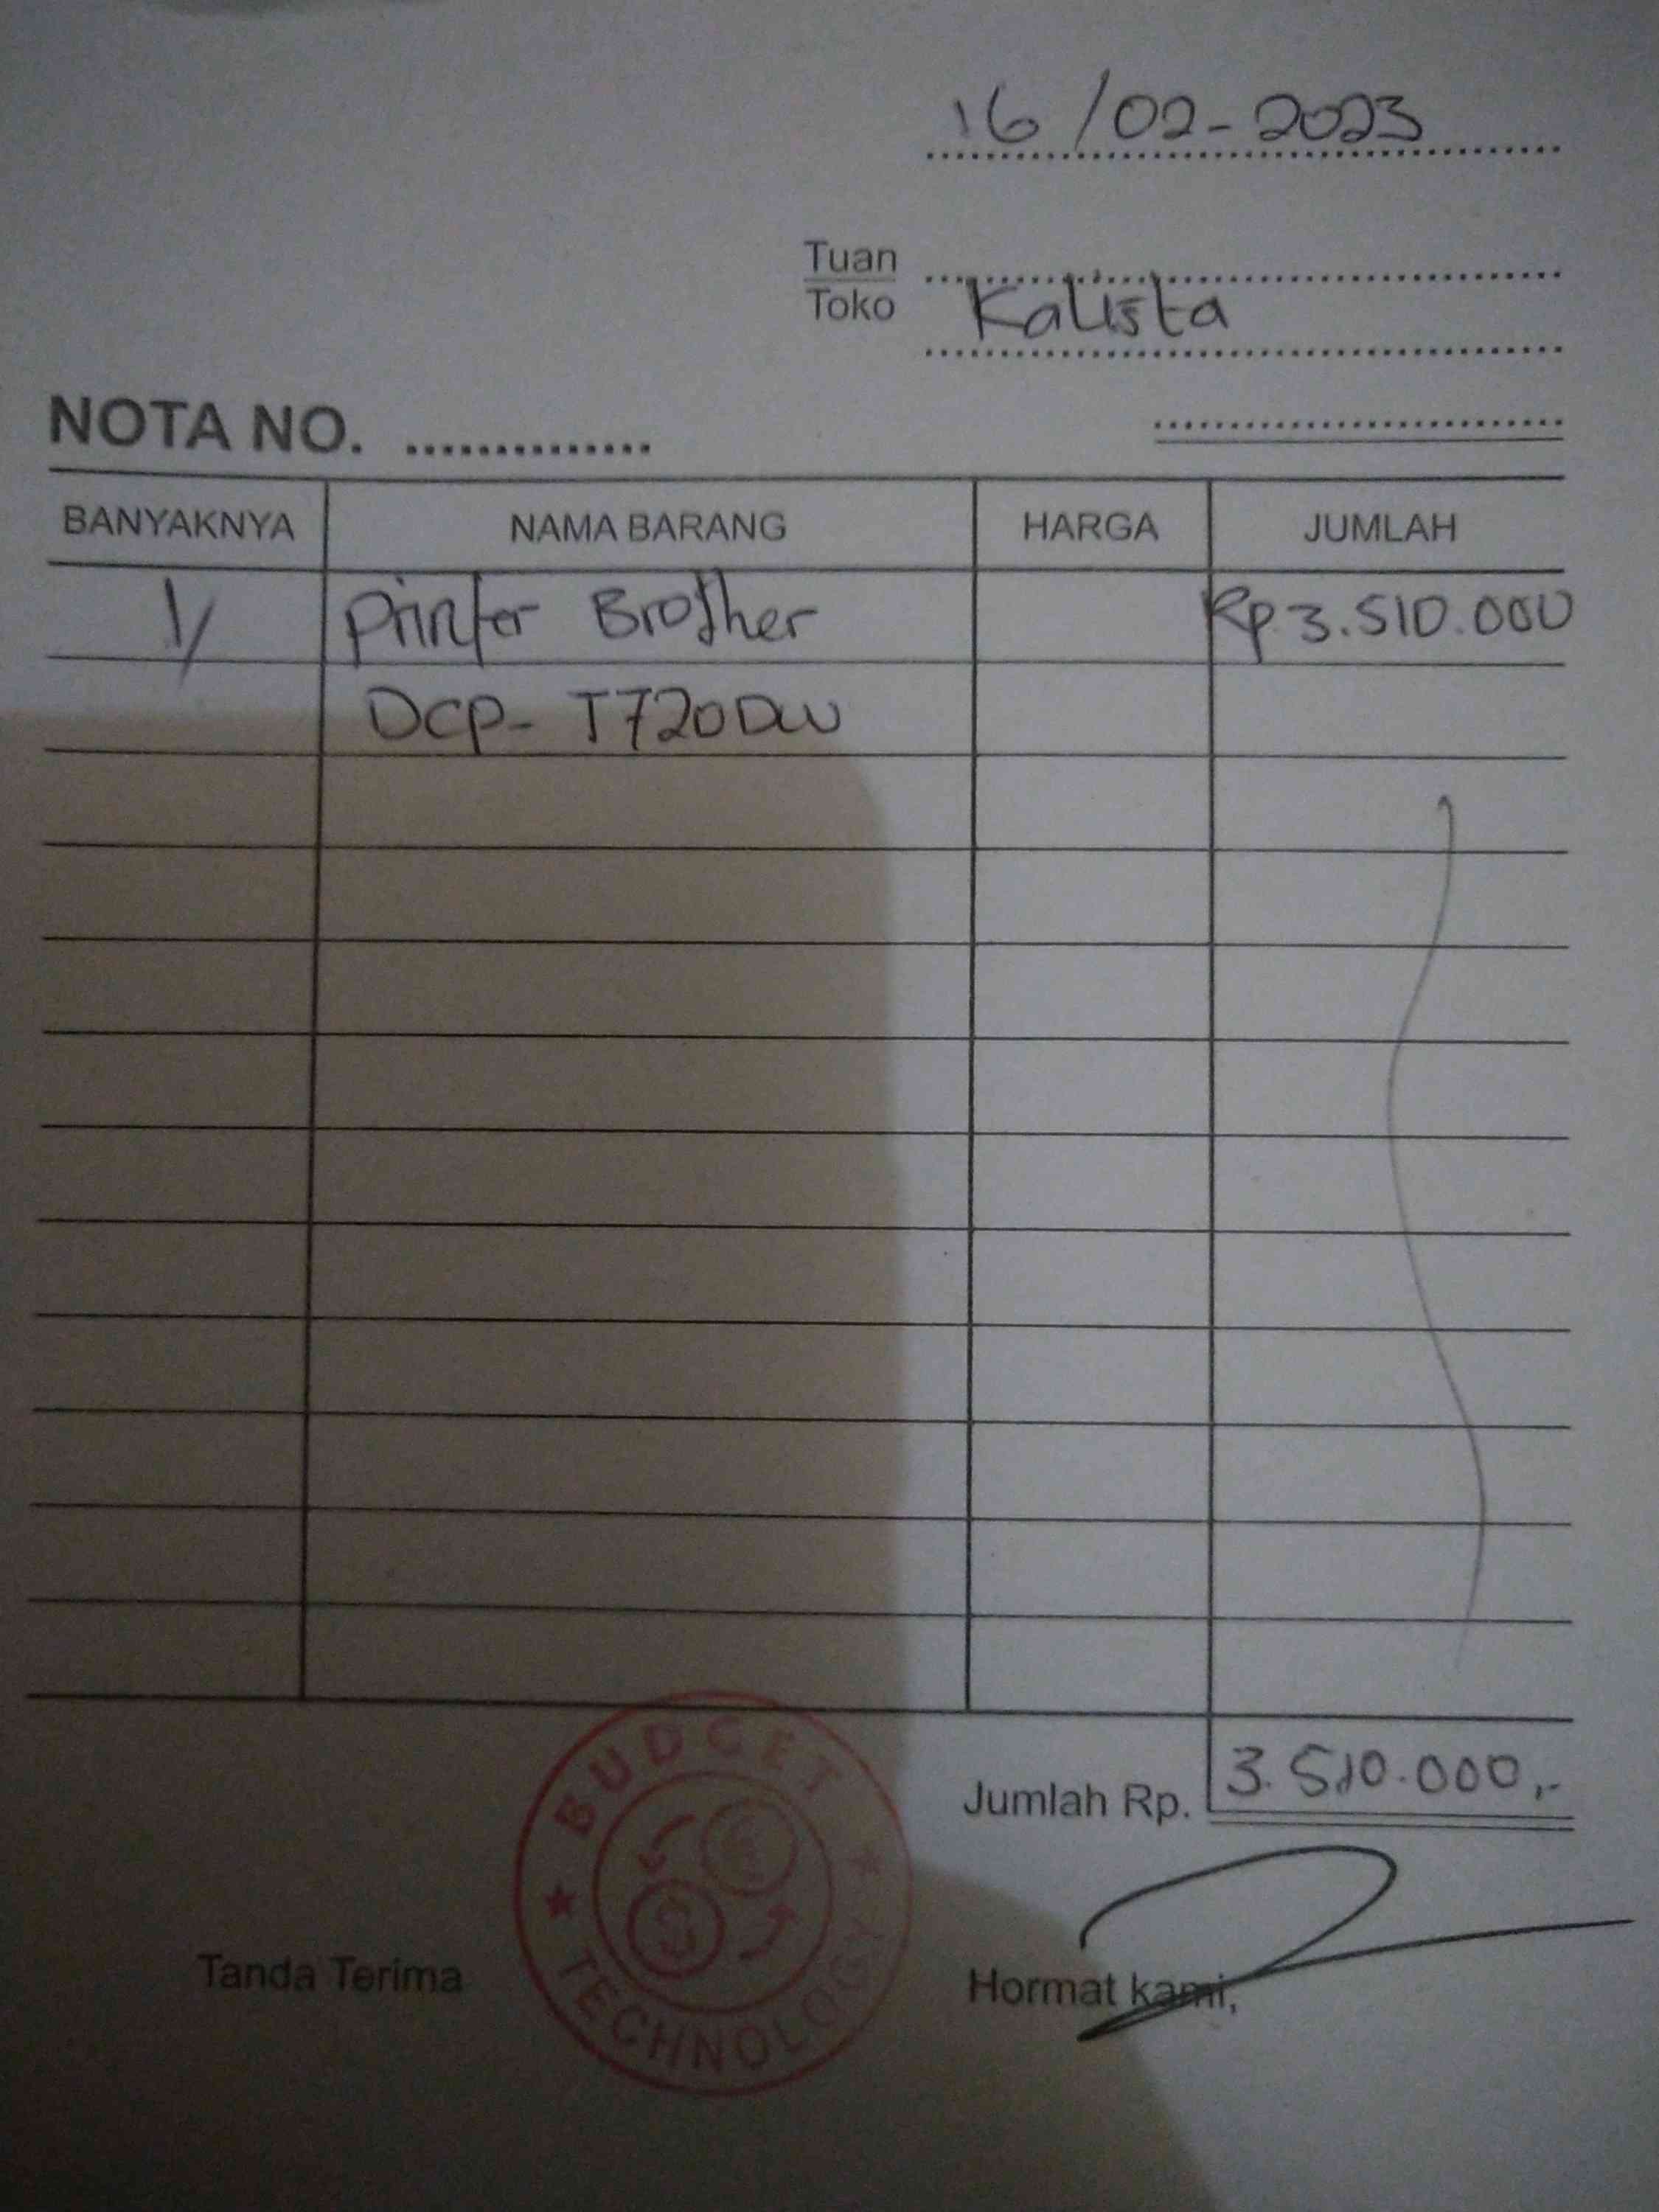 16/02-2023
Tuan
Toko Kalista
NOTA NO. ..............
BANYAKNYA NAMA BARANG HARGA JUMLAH
1/ Printer Brother Rp 3.510.000
DCP- T720DW
Jumlah Rp. 3.510.000,-
BUDGET
TECHNOLOGY
Tanda Terima Hormat kami,